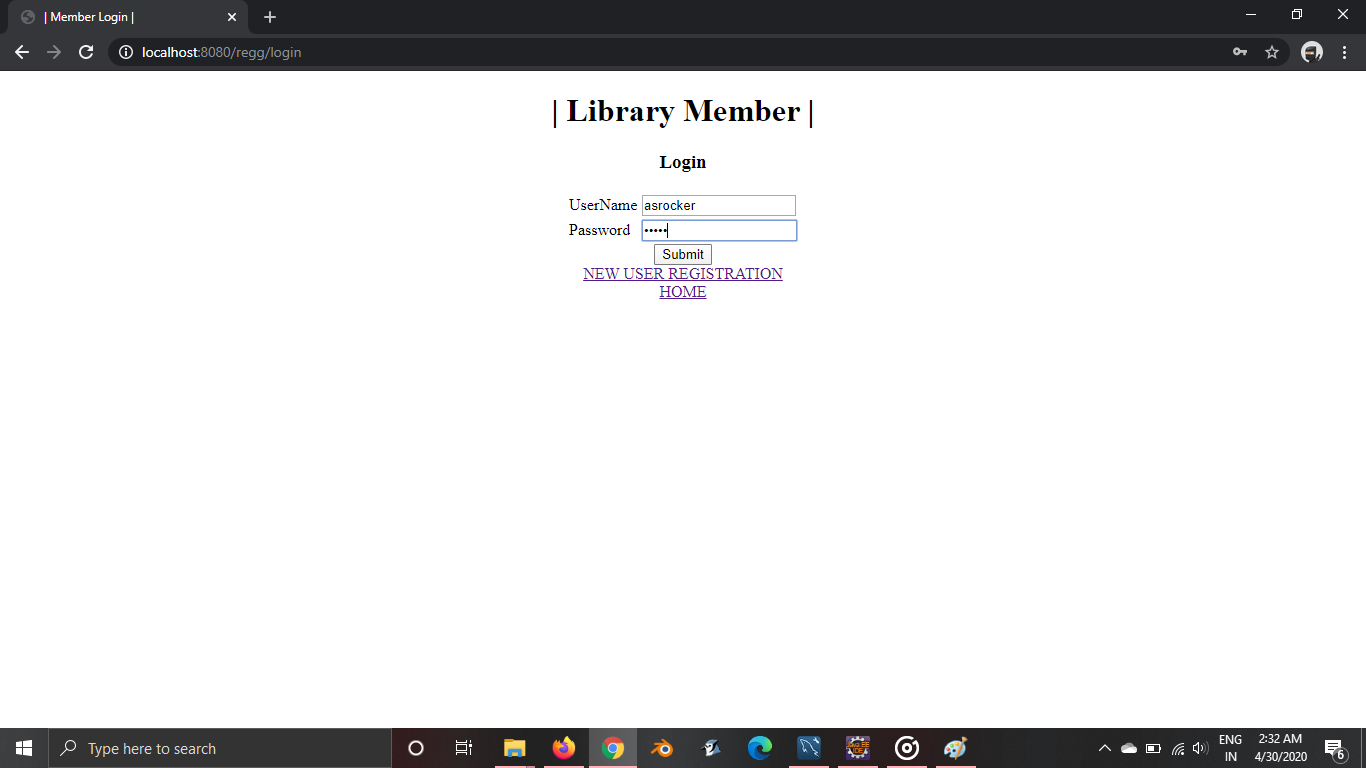 | Member Login |
localhost:8080/regg/login
| Library Member |
Login
UserName asrocker
Password •••••
Submit
NEW USER REGISTRATION
HOME
Type here to search
ENG
IN
2:32 AM
4/30/2020
6